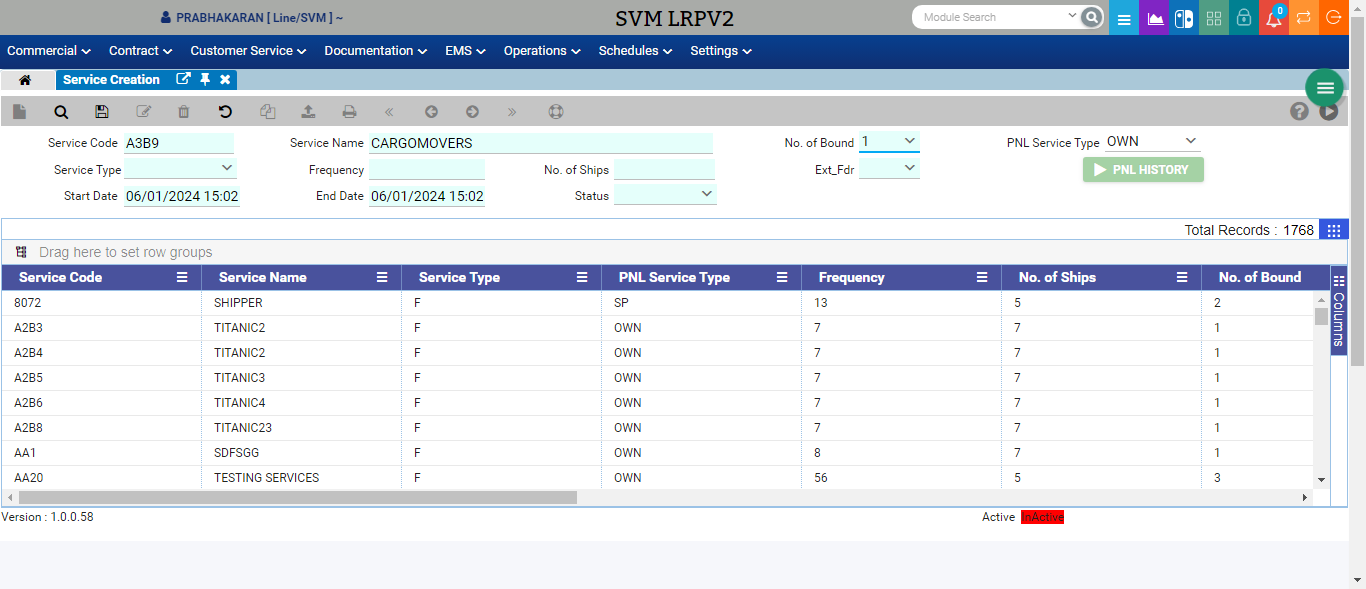 PRABHAKARAN [ Line/SVM ] ~
SVM LRPV2
Module Search
0
Commercial Contract Customer Service Documentation EMS Operations Schedules Settings
Service Creation
Service Code A3B9 Service Name CARGOMOVERS No. of Bound 1 PNL Service Type OWN
Service Type Frequency No. of Ships Ext_Fdr PNL HISTORY
Start Date 06/01/2024 15:02 End Date 06/01/2024 15:02 Status
Total Records : 1768
Drag here to set row groups
Service Code Service Name Service Type PNL Service Type Frequency No. of Ships No. of Bound
8072 SHIPPER F SP 13 5 2
A2B3 TITANIC2 F OWN 7 7 1
A2B4 TITANIC2 F OWN 7 7 1
A2B5 TITANIC3 F OWN 7 7 1
A2B6 TITANIC4 F OWN 7 7 1
A2B8 TITANIC23 F OWN 7 7 1
AA1 SDFSGG F OWN 8 7 1
AA20 TESTING SERVICES F OWN 56 5 3
Columns
Version : 1.0.0.58
Active InActive